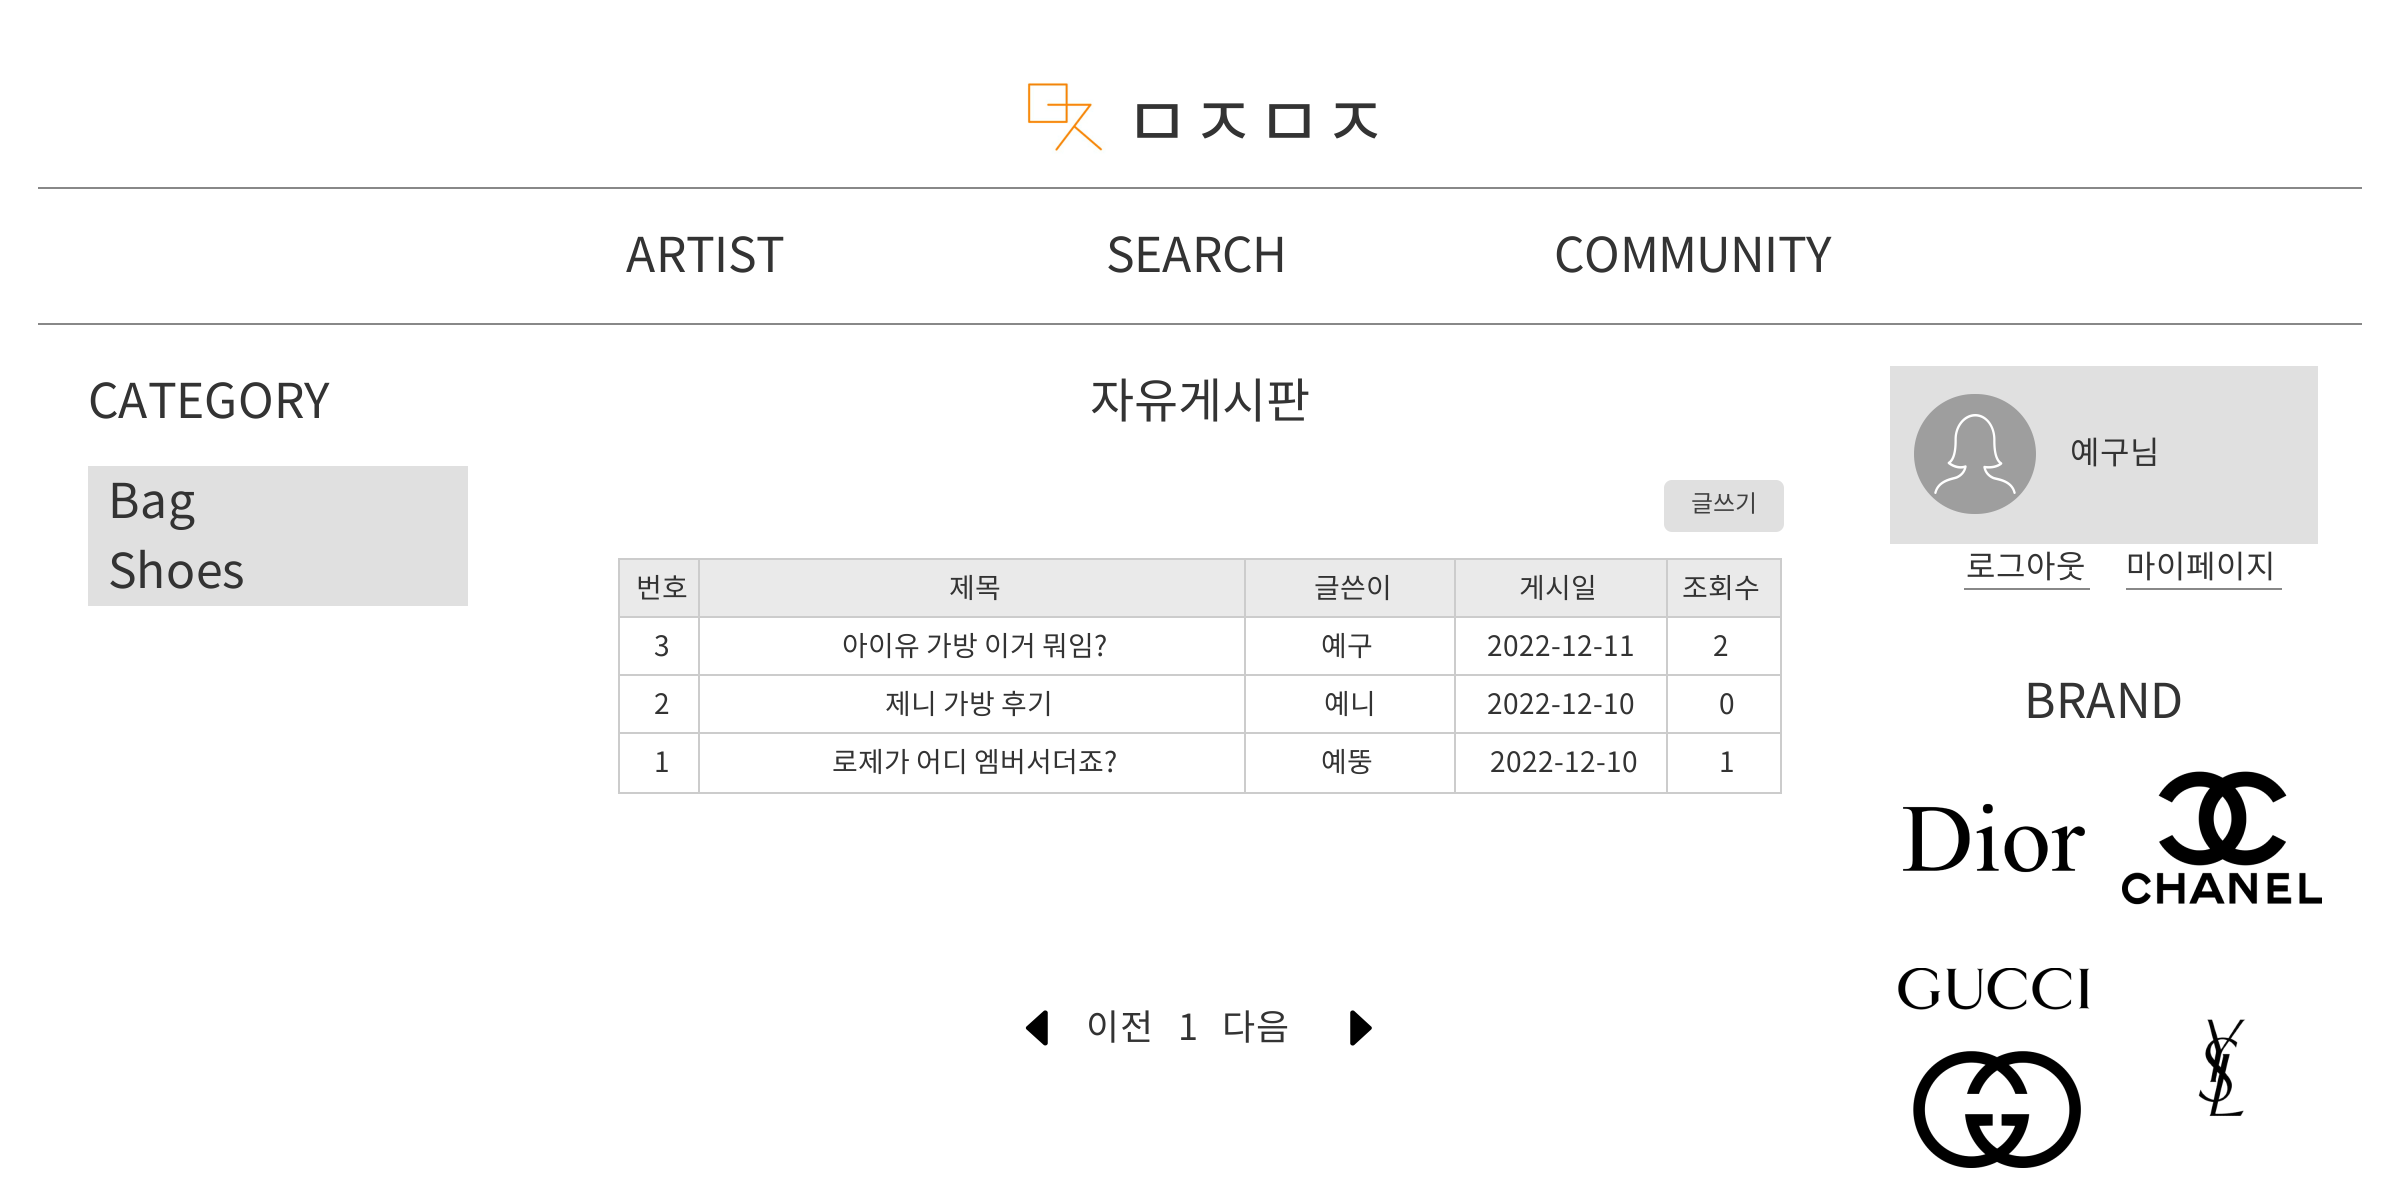 ㅁㅈㅁㅈ
ARTIST SEARCH COMMUNITY
CATEGORY
Bag
Shoes
자유게시판
글쓰기
번호 제목 글쓴이 게시일 조회수
3 아이유 가방 이거 뭐임? 예구 2022-12-11 2
2 제니 가방 후기 예니 2022-12-10 0
1 로제가 어디 엠버서더죠? 예뚱 2022-12-10 1
이전 1 다음
예구님
로그아웃 마이페이지
BRAND
Dior
CHANEL
GUCCI
YSL